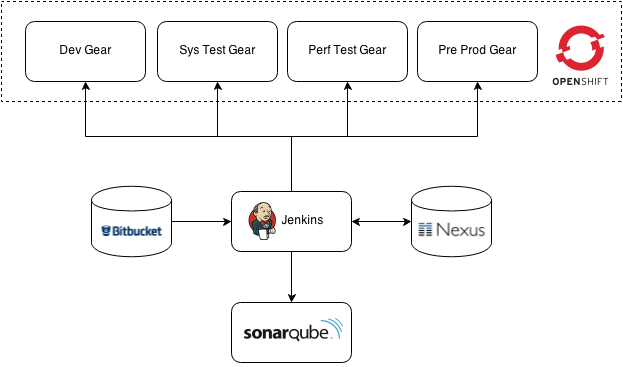 Dev Gear
Sys Test Gear
Perf Test Gear
Pre Prod Gear
OPENSHIFT
Bitbucket
Jenkins
Nexus
sonarqube